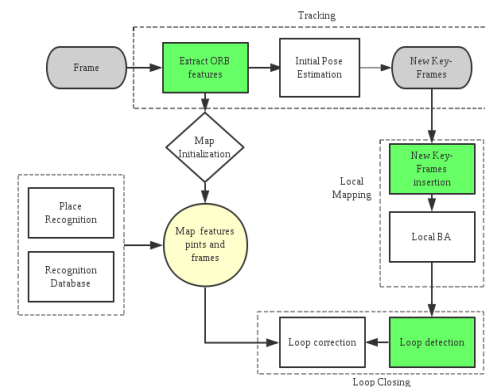 Tracking
Frame
Extract ORB
features
Initial Pose
Estimation
New Key-
Frames
Map
Initialization
New Key-
Frames
insertion
Local
Mapping
Place
Recognition
Map features
pints and
frames
Local BA
Recognition
Database
Loop correction
Loop detection
Loop Closing